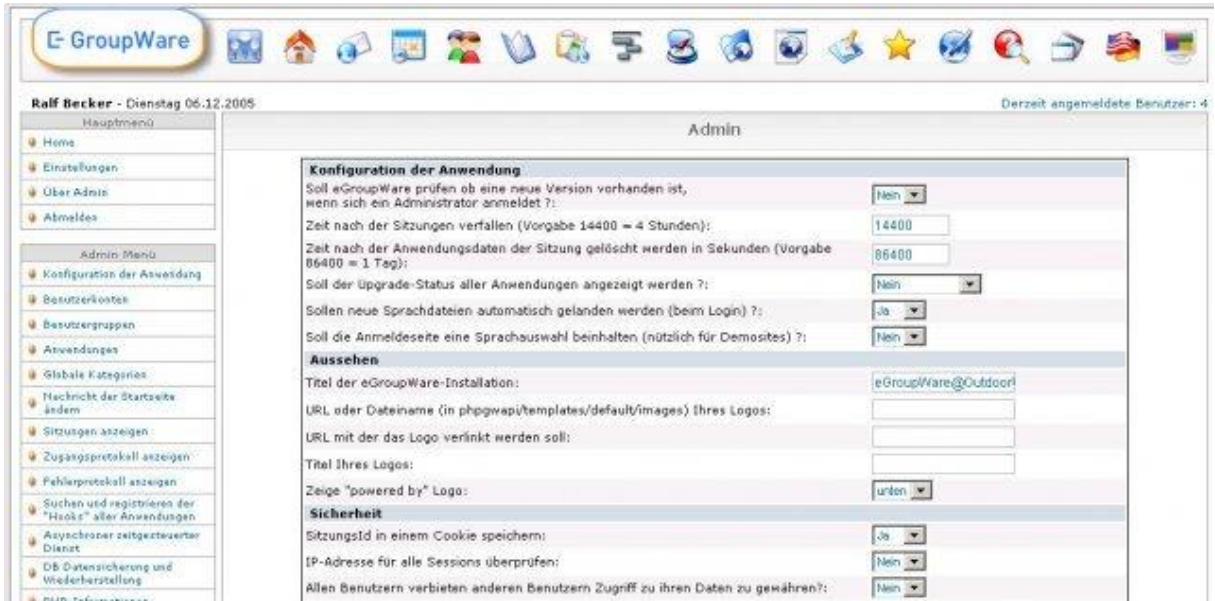 E- GroupWare
Ralf Becker - Dienstag 06.12.2005
Derzeit angemeldete Benutzer: 4
Hauptmenü
Home
Einstellungen
Über Admin
Abmelden
Admin Menü
Konfiguration der Anwendung
Benutzerkonten
Benutzergruppen
Anwendungen
Globale Kategorien
Nachricht der Startseite
ändern
Sitzungen anzeigen
Zugangsprotokoll anzeigen
Fehlerprotokoll anzeigen
Suchen und registrieren der
"Hooks" aller Anwendungen
Asynchroner zeitgesteuerter
Dienst
DB Datensicherung und
Wiederherstellung
PHP Informationen
Admin
Konfiguration der Anwendung
Soll eGroupWare prüfen ob eine neue Version vorhanden ist,
wenn sich ein Administrator anmeldet ?:
Nein
Zeit nach der Sitzungen verfallen (Vorgabe 14400 = 4 Stunden):
14400
Zeit nach der Anwendungsdaten der Sitzung gelöscht werden in Sekunden (Vorgabe
86400 = 1 Tag):
86400
Soll der Upgrade-Status aller Anwendungen angezeigt werden ?:
Nein
Sollen neue Sprachdateien automatisch gelanden werden (beim Login) ?:
Ja
Soll die Anmeldeseite eine Sprachauswahl beinhalten (nützlich für Demosites) ?:
Nein
Aussehen
Titel der eGroupWare-Installation:
eGroupWare@Outdoor
URL oder Dateiname (in phpgwapi/templates/default/images) Ihres Logos:
URL mit der das Logo verlinkt werden soll:
Titel Ihres Logos:
Zeige "powered by" Logo:
unten
Sicherheit
SitzungsId in einem Cookie speichern:
Ja
IP-Adresse für alle Sessions überprüfen:
Nein
Allen Benutzern verbieten anderen Benutzern Zugriff zu ihren Daten zu gewähren?:
Nein